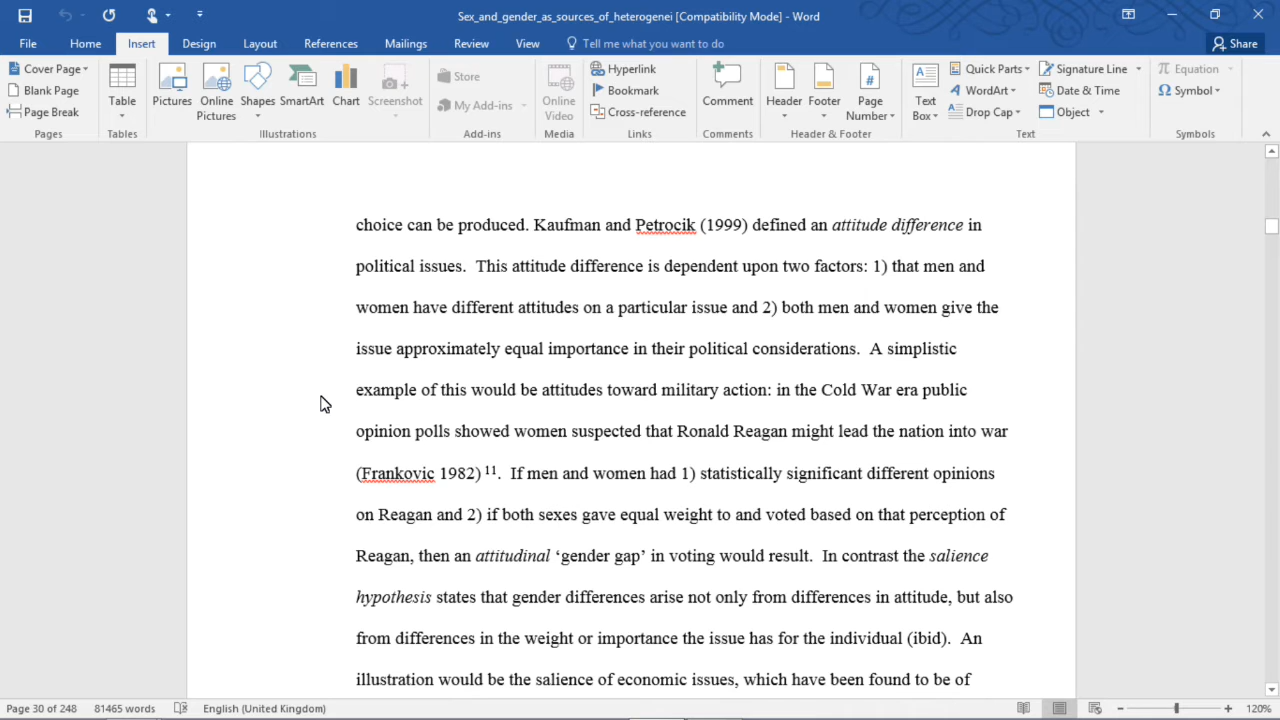 Sex_and_gender_as_sources_of_heterogenei [Compatibility Mode] - Word
File Home Insert Design Layout References Mailings Review View Tell me what you want to do Share
Cover Page
Blank Page
Page Break
Pages
Table
Tables
Pictures
Online Pictures
Shapes
SmartArt
Chart
Screenshot
Illustrations
Store
My Add-ins
Add-ins
Online Video
Media
Hyperlink
Bookmark
Cross-reference
Links
Comment
Comments
Header
Footer
Page Number
Header & Footer
Text Box
Quick Parts
WordArt
Drop Cap
Signature Line
Date & Time
Object
Text
Equation
Symbol
Symbols
choice can be produced. Kaufman and Petrocik (1999) defined an attitude difference in
political issues.  This attitude difference is dependent upon two factors: 1) that men and
women have different attitudes on a particular issue and 2) both men and women give the
issue approximately equal importance in their political considerations.  A simplistic
example of this would be attitudes toward military action: in the Cold War era public
opinion polls showed women suspected that Ronald Reagan might lead the nation into war
(Frankovic 1982) 11.  If men and women had 1) statistically significant different opinions
on Reagan and 2) if both sexes gave equal weight to and voted based on that perception of
Reagan, then an attitudinal ‘gender gap’ in voting would result.  In contrast the salience
hypothesis states that gender differences arise not only from differences in attitude, but also
from differences in the weight or importance the issue has for the individual (ibid).  An
illustration would be the salience of economic issues, which have been found to be of
Page 30 of 248 81465 words English (United Kingdom) 120%